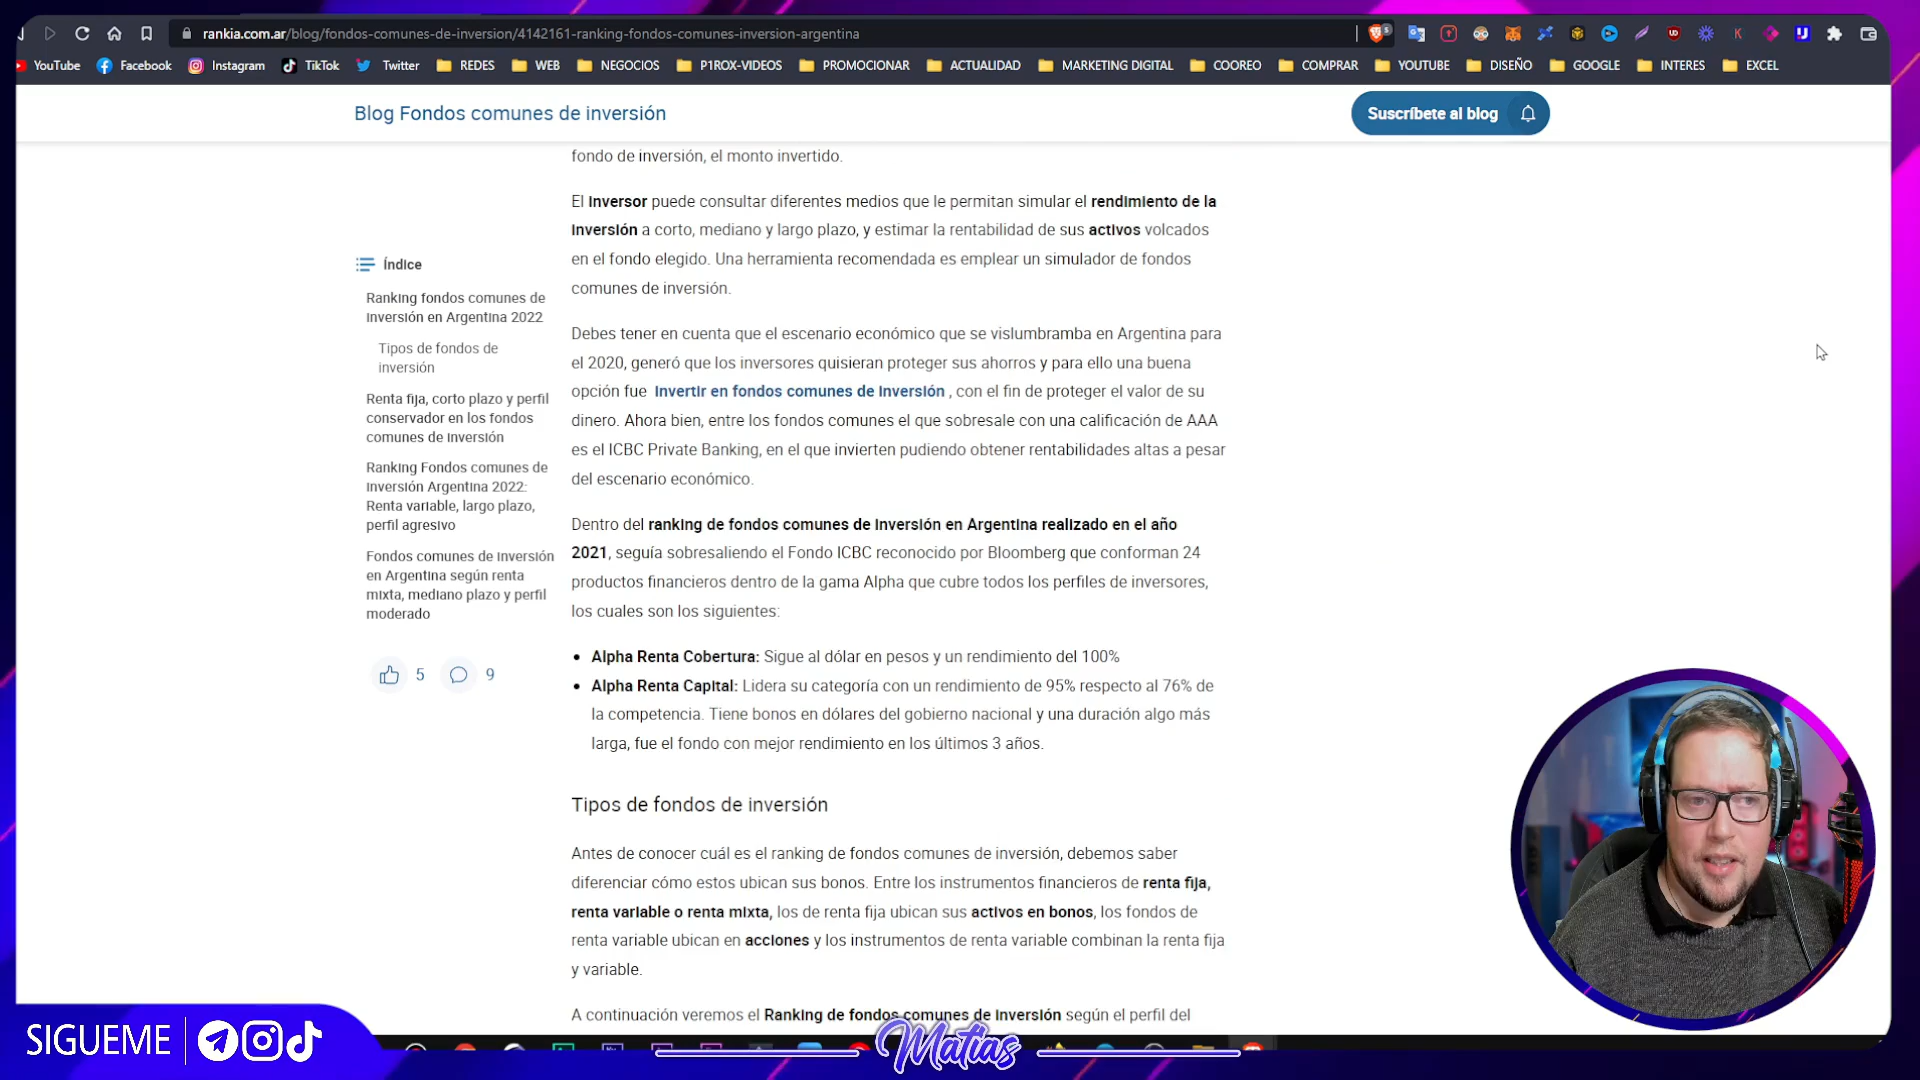 rankia.com.ar/blog/fondos-comunes-de-inversion/4142161-ranking-fondos-comunes-inversion-argentina
YouTube Facebook Instagram TikTok Twitter REDES WEB NEGOCIOS P1ROX-VIDEOS PROMOCIONAR ACTUALIDAD MARKETING DIGITAL COOREO COMPRAR YOUTUBE DISEÑO GOOGLE INTERES EXCEL
Blog Fondos comunes de inversión
Suscríbete al blog
Índice
Ranking fondos comunes de
inversión en Argentina 2022
Tipos de fondos de
inversión
Renta fija, corto plazo y perfil
conservador en los fondos
comunes de inversión
Ranking Fondos comunes de
inversión Argentina 2022:
Renta variable, largo plazo,
perfil agresivo
Fondos comunes de inversión
en Argentina según renta
mixta, mediano plazo y perfil
moderado
5 9
fondo de inversión, el monto invertido.
El inversor puede consultar diferentes medios que le permitan simular el rendimiento de la
inversión a corto, mediano y largo plazo, y estimar la rentabilidad de sus activos volcados
en el fondo elegido. Una herramienta recomendada es emplear un simulador de fondos
comunes de inversión.
Debes tener en cuenta que el escenario económico que se vislumbramba en Argentina para
el 2020, generó que los inversores quisieran proteger sus ahorros y para ello una buena
opción fue invertir en fondos comunes de inversión , con el fin de proteger el valor de su
dinero. Ahora bien, entre los fondos comunes el que sobresale con una calificación de AAA
es el ICBC Private Banking, en el que invierten pudiendo obtener rentabilidades altas a pesar
del escenario económico.
Dentro del ranking de fondos comunes de inversión en Argentina realizado en el año
2021, seguía sobresaliendo el Fondo ICBC reconocido por Bloomberg que conforman 24
productos financieros dentro de la gama Alpha que cubre todos los perfiles de inversores,
los cuales son los siguientes:
• Alpha Renta Cobertura: Sigue al dólar en pesos y un rendimiento del 100%
• Alpha Renta Capital: Lidera su categoría con un rendimiento de 95% respecto al 76% de
la competencia. Tiene bonos en dólares del gobierno nacional y una duración algo más
larga, fue el fondo con mejor rendimiento en los últimos 3 años.
Tipos de fondos de inversión
Antes de conocer cuál es el ranking de fondos comunes de inversión, debemos saber
diferenciar cómo estos ubican sus bonos. Entre los instrumentos financieros de renta fija,
renta variable o renta mixta, los de renta fija ubican sus activos en bonos, los fondos de
renta variable ubican en acciones y los instrumentos de renta variable combinan la renta fija
y variable.
A continuación veremos el Ranking de fondos comunes de inversión según el perfil del
SIGUEME
Matias